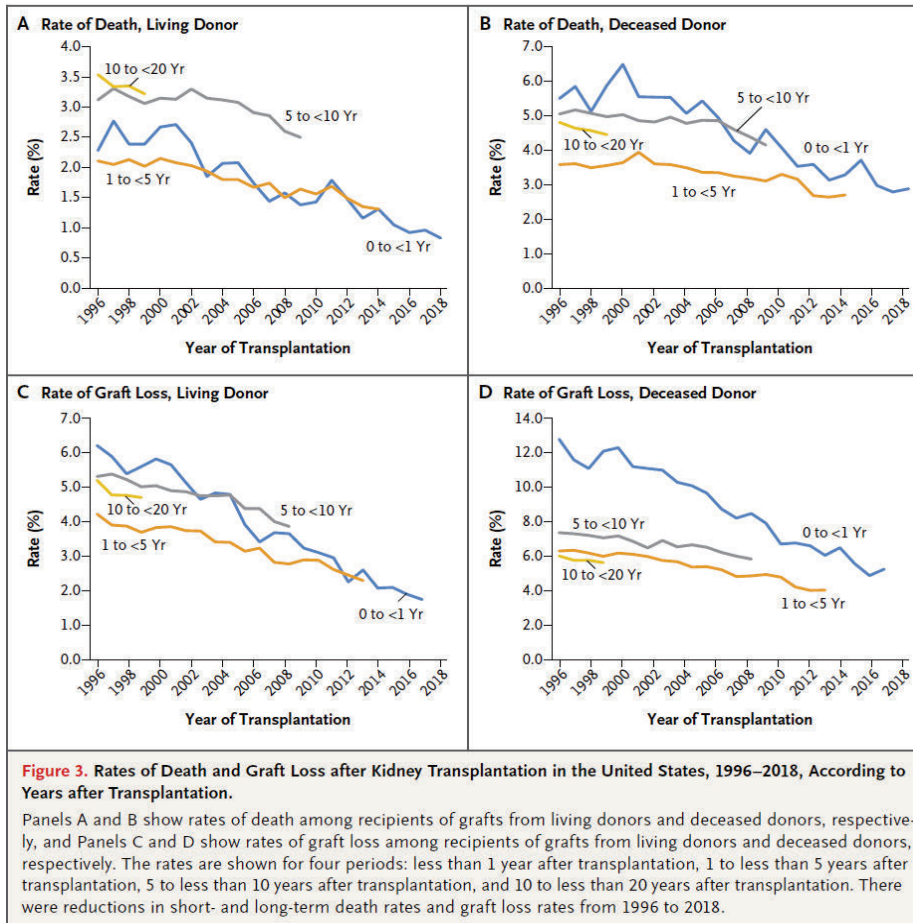 A Rate of Death, Living Donor
4.0
3.5
3.0
2.5
2.0
1.5
1.0
0.5
0.0
Rate (%)
10 to <20 Yr
5 to <10 Yr
1 to <5 Yr
0 to <1 Yr
1996
1998
2000
2002
2004
2006
2008
2010
2012
2014
2016
2018
Year of Transplantation
B Rate of Death, Deceased Donor
7.0
6.0
5.0
4.0
3.0
2.0
1.0
0.0
Rate (%)
5 to <10 Yr
10 to <20 Yr
0 to <1 Yr
1 to <5 Yr
1996
1998
2000
2002
2004
2006
2008
2010
2012
2014
2016
2018
Year of Transplantation
C Rate of Graft Loss, Living Donor
7.0
6.0
5.0
4.0
3.0
2.0
1.0
0.0
Rate (%)
10 to <20 Yr
5 to <10 Yr
1 to <5 Yr
0 to <1 Yr
1996
1998
2000
2002
2004
2006
2008
2010
2012
2014
2016
2018
Year of Transplantation
D Rate of Graft Loss, Deceased Donor
14.0
12.0
10.0
8.0
6.0
4.0
2.0
0.0
Rate (%)
5 to <10 Yr
0 to <1 Yr
10 to <20 Yr
1 to <5 Yr
1996
1998
2000
2002
2004
2006
2008
2010
2012
2014
2016
2018
Year of Transplantation
Figure 3. Rates of Death and Graft Loss after Kidney Transplantation in the United States, 1996–2018, According to
Years after Transplantation.
Panels A and B show rates of death among recipients of grafts from living donors and deceased donors, respective-
ly, and Panels C and D show rates of graft loss among recipients of grafts from living donors and deceased donors,
respectively. The rates are shown for four periods: less than 1 year after transplantation, 1 to less than 5 years after
transplantation, 5 to less than 10 years after transplantation, and 10 to less than 20 years after transplantation. There
were reductions in short- and long-term death rates and graft loss rates from 1996 to 2018.